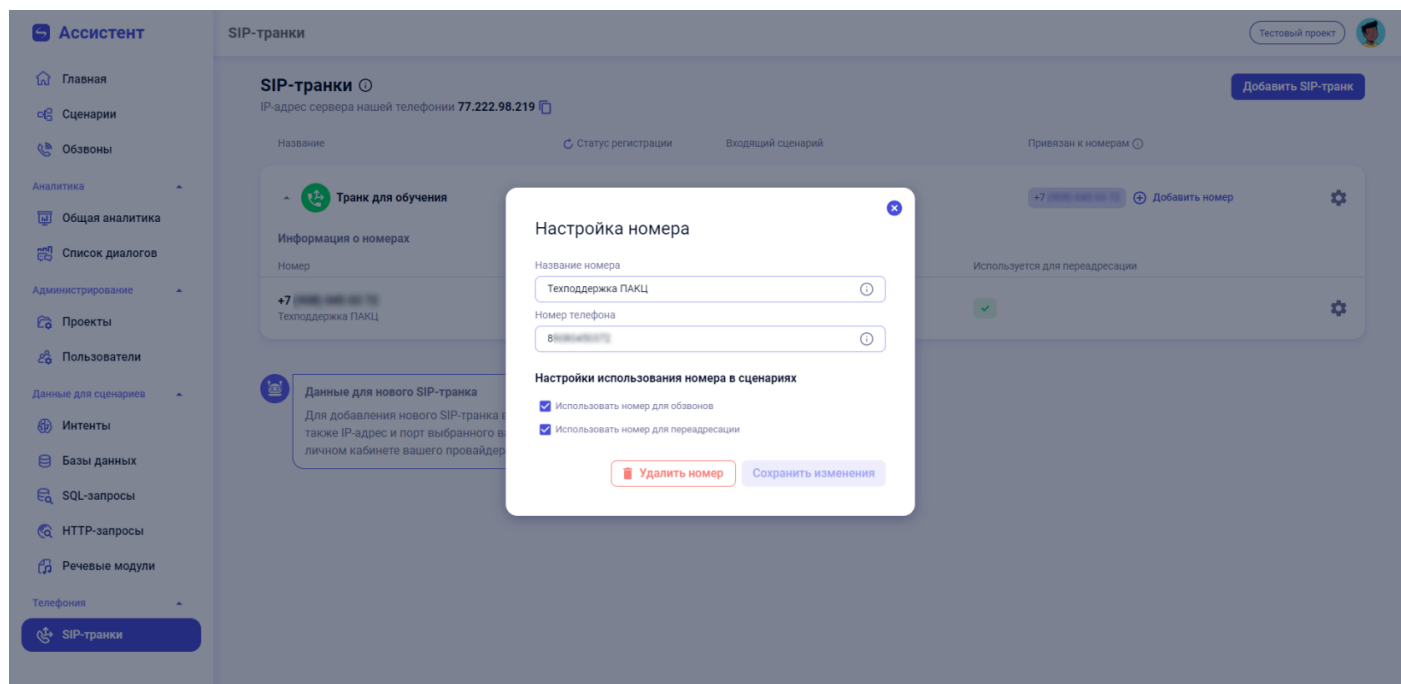 Ассистент
SIP-транки
Тестовый проект
Главная
Сценарии
Обзвоны
Аналитика
Общая аналитика
Список диалогов
Администрирование
Проекты
Пользователи
Данные для сценариев
Интенты
Базы данных
SQL-запросы
HTTP-запросы
Речевые модули
Телефония
SIP-транки
SIP-транки
Добавить SIP-транк
IP-адрес сервера нашей телефонии 77.222.98.219
Название Статус регистрации Входящий сценарий Привязан к номерам
Транк для обучения +7 Добавить номер
Информация о номерах
Номер Используется для переадресации
+7
Техподдержка ПАКЦ
Данные для нового SIP-транка
Для добавления нового SIP-транка
также IP-адрес и порт выбранного
личном кабинете вашего
Настройка номера
Название номера
Техподдержка ПАКЦ
Номер телефона
8
Настройки использования номера в сценариях
Использовать номер для обзвонов
Использовать номер для переадресации
Удалить номер Сохранить изменения